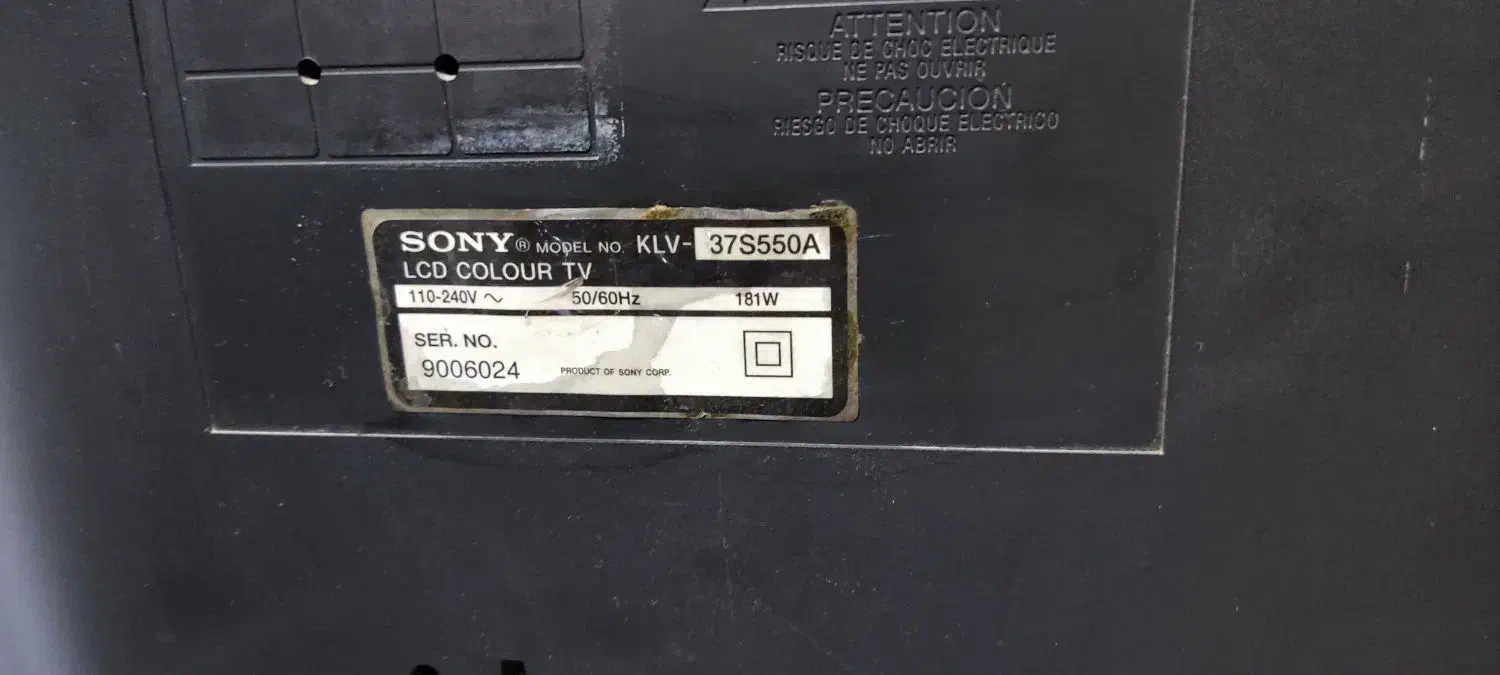 ATTENTION
RISQUE DE CHOC ELECTRIQUE
NE PAS OUVRIR
PRECAUCIÓN
RIESGO DE CHOQUE ELECTRICO
NO ABRIR
SONY® MODEL NO. KLV-37S550A
LCD COLOUR TV
110-240V ~ 50/60Hz 181W
SER. NO.
9006024 PRODUCT OF SONY CORP.